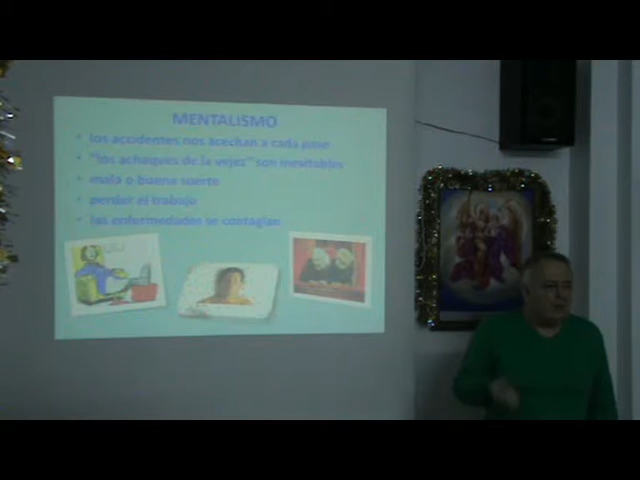 MENTALISMO
• los accidentes nos acechan a cada paso
• "los achaques de la vejez" son inevitables
• mala o buena suerte
• perder el trabajo
• las enfermedades se contagian